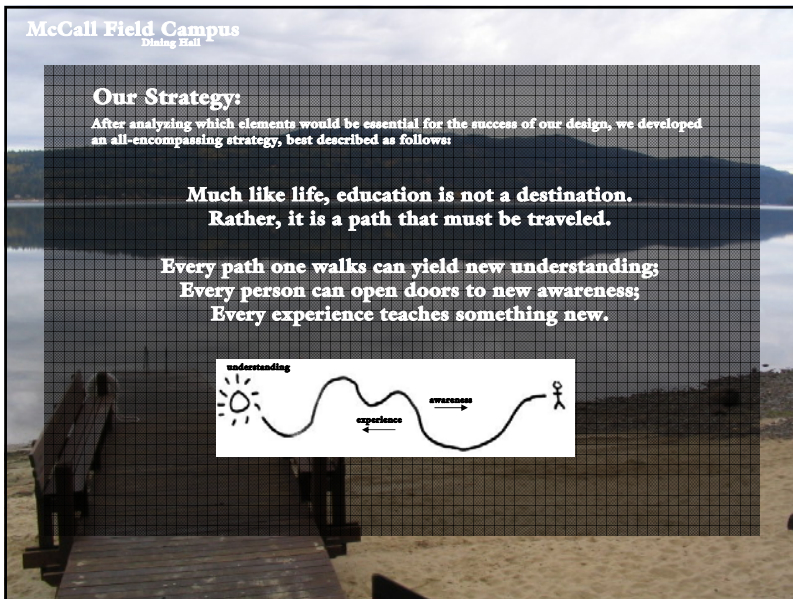 McCall Field Campus
Dining Hall
Our Strategy:
After analyzing which elements would be essential for the success of our design, we developed
an all-encompassing strategy, best described as follows:
Much like life, education is not a destination.
Rather, it is a path that must be traveled.
Every path one walks can yield new understanding;
Every person can open doors to new awareness;
Every experience teaches something new.
understanding
awareness
experience